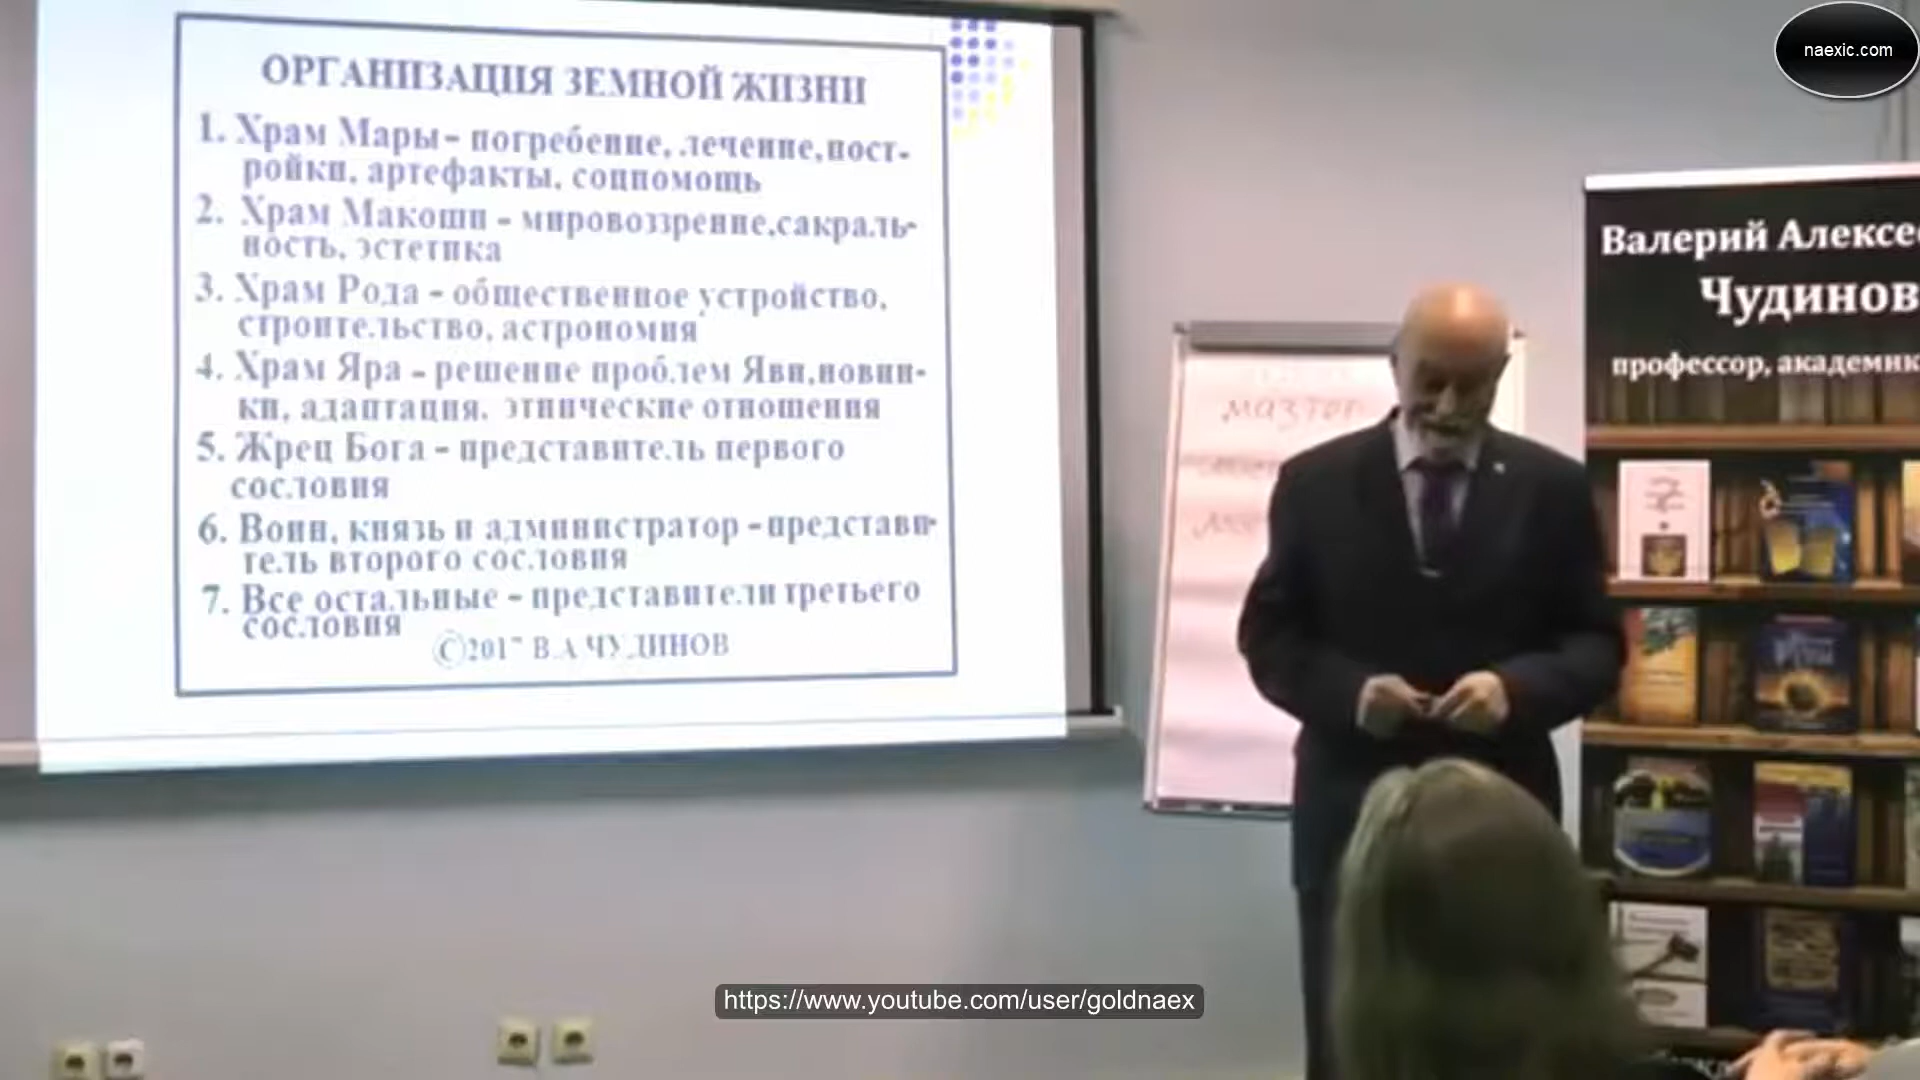 ОРГАНИЗАЦИЯ ЗЕМНОЙ ЖИЗНИ
1. Храм Мары - погребение, лечение, пост-
ройки, артефакты, соцпомощь
2. Храм Макоши - мировоззрение,сакраль-
ность, эстетика
3. Храм Рода - общественное устройство,
строительство, астрономия
4. Храм Яра - решение проблем Яви,новин-
ки, адаптация, этнические отношения
5. Жрец Бога - представитель первого
сословия
6. Воин, князь и администратор -представи-
тель второго сословия
7. Все остальные - представители третьего
сословия
©2017 В.А.ЧУДИНОВ
мазтог
Валерий Алексее
Чудинов
профессор, академик
naexic.com
https://www.youtube.com/user/goldnaex